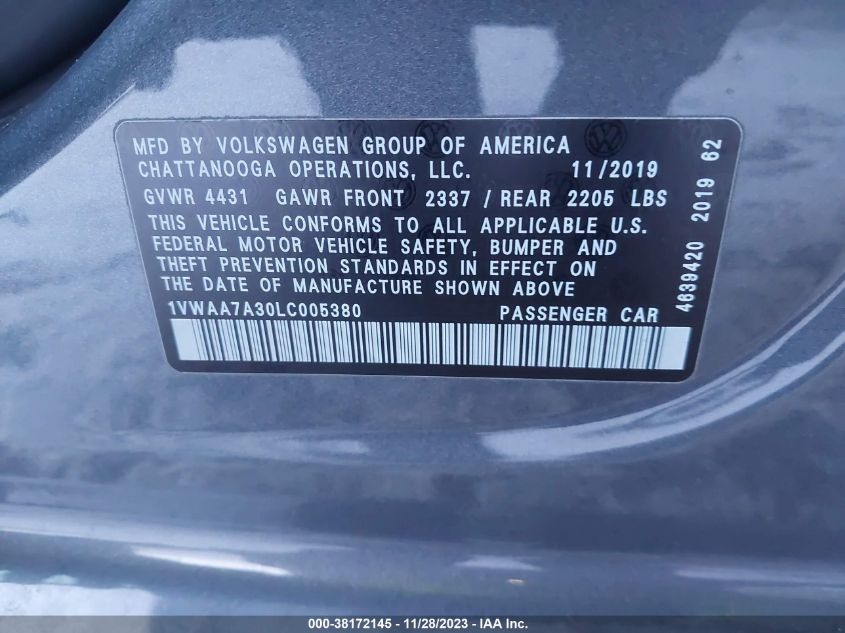 MFD BY VOLKSWAGEN GROUP OF AMERICA
CHATTANOOGA OPERATIONS, LLC. 11/2019
GVWR 4431 GAWR FRONT 2337 / REAR 2205 LBS
THIS VEHICLE CONFORMS TO ALL APPLICABLE U.S.
FEDERAL MOTOR VEHICLE SAFETY, BUMPER AND
THEFT PREVENTION STANDARDS IN EFFECT ON
THE DATE OF MANUFACTURE SHOWN ABOVE
1VWAA7A30LC005380 PASSENGER CAR
4639420 2019 62
000-38172145 - 11/28/2023 - IAA Inc.